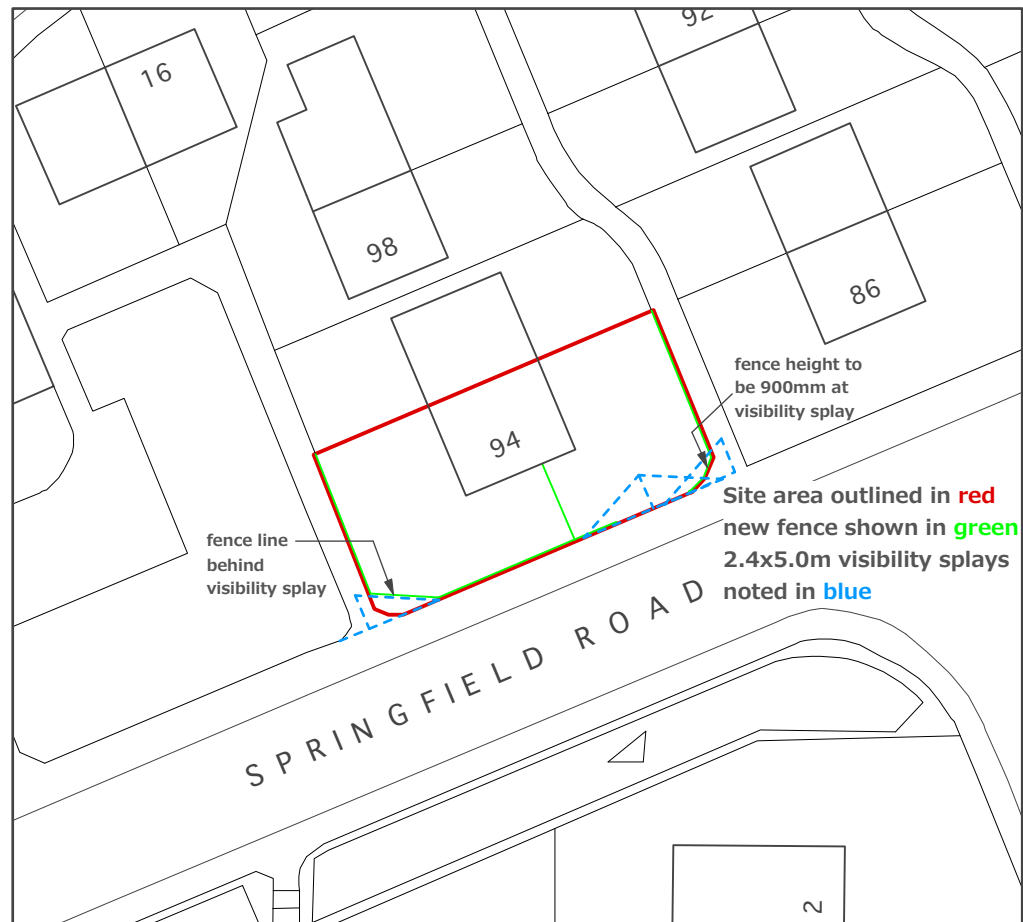 92
16
98
86
fence height to
be 900mm at
visibility splay
94
Site area outlined in red
new fence shown in green
2.4x5.0m visibility splays
noted in blue
fence line
behind
visibility splay
SPRINGFIELD ROAD
2